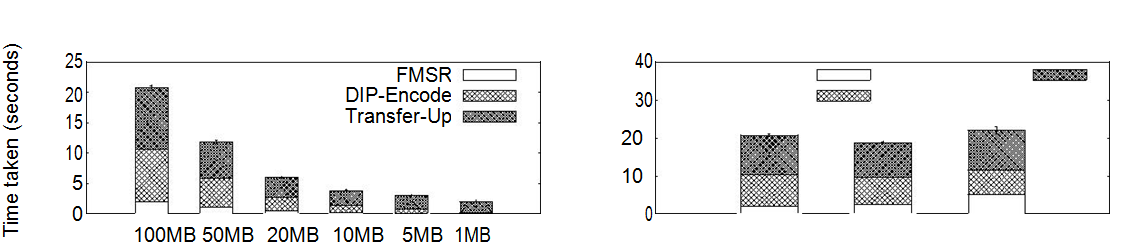 Time taken (seconds)
25
20
15
10
5
0
FMSR
DIP-Encode
Transfer-Up
100MB 50MB 20MB 10MB 5MB 1MB
40
30
20
10
0